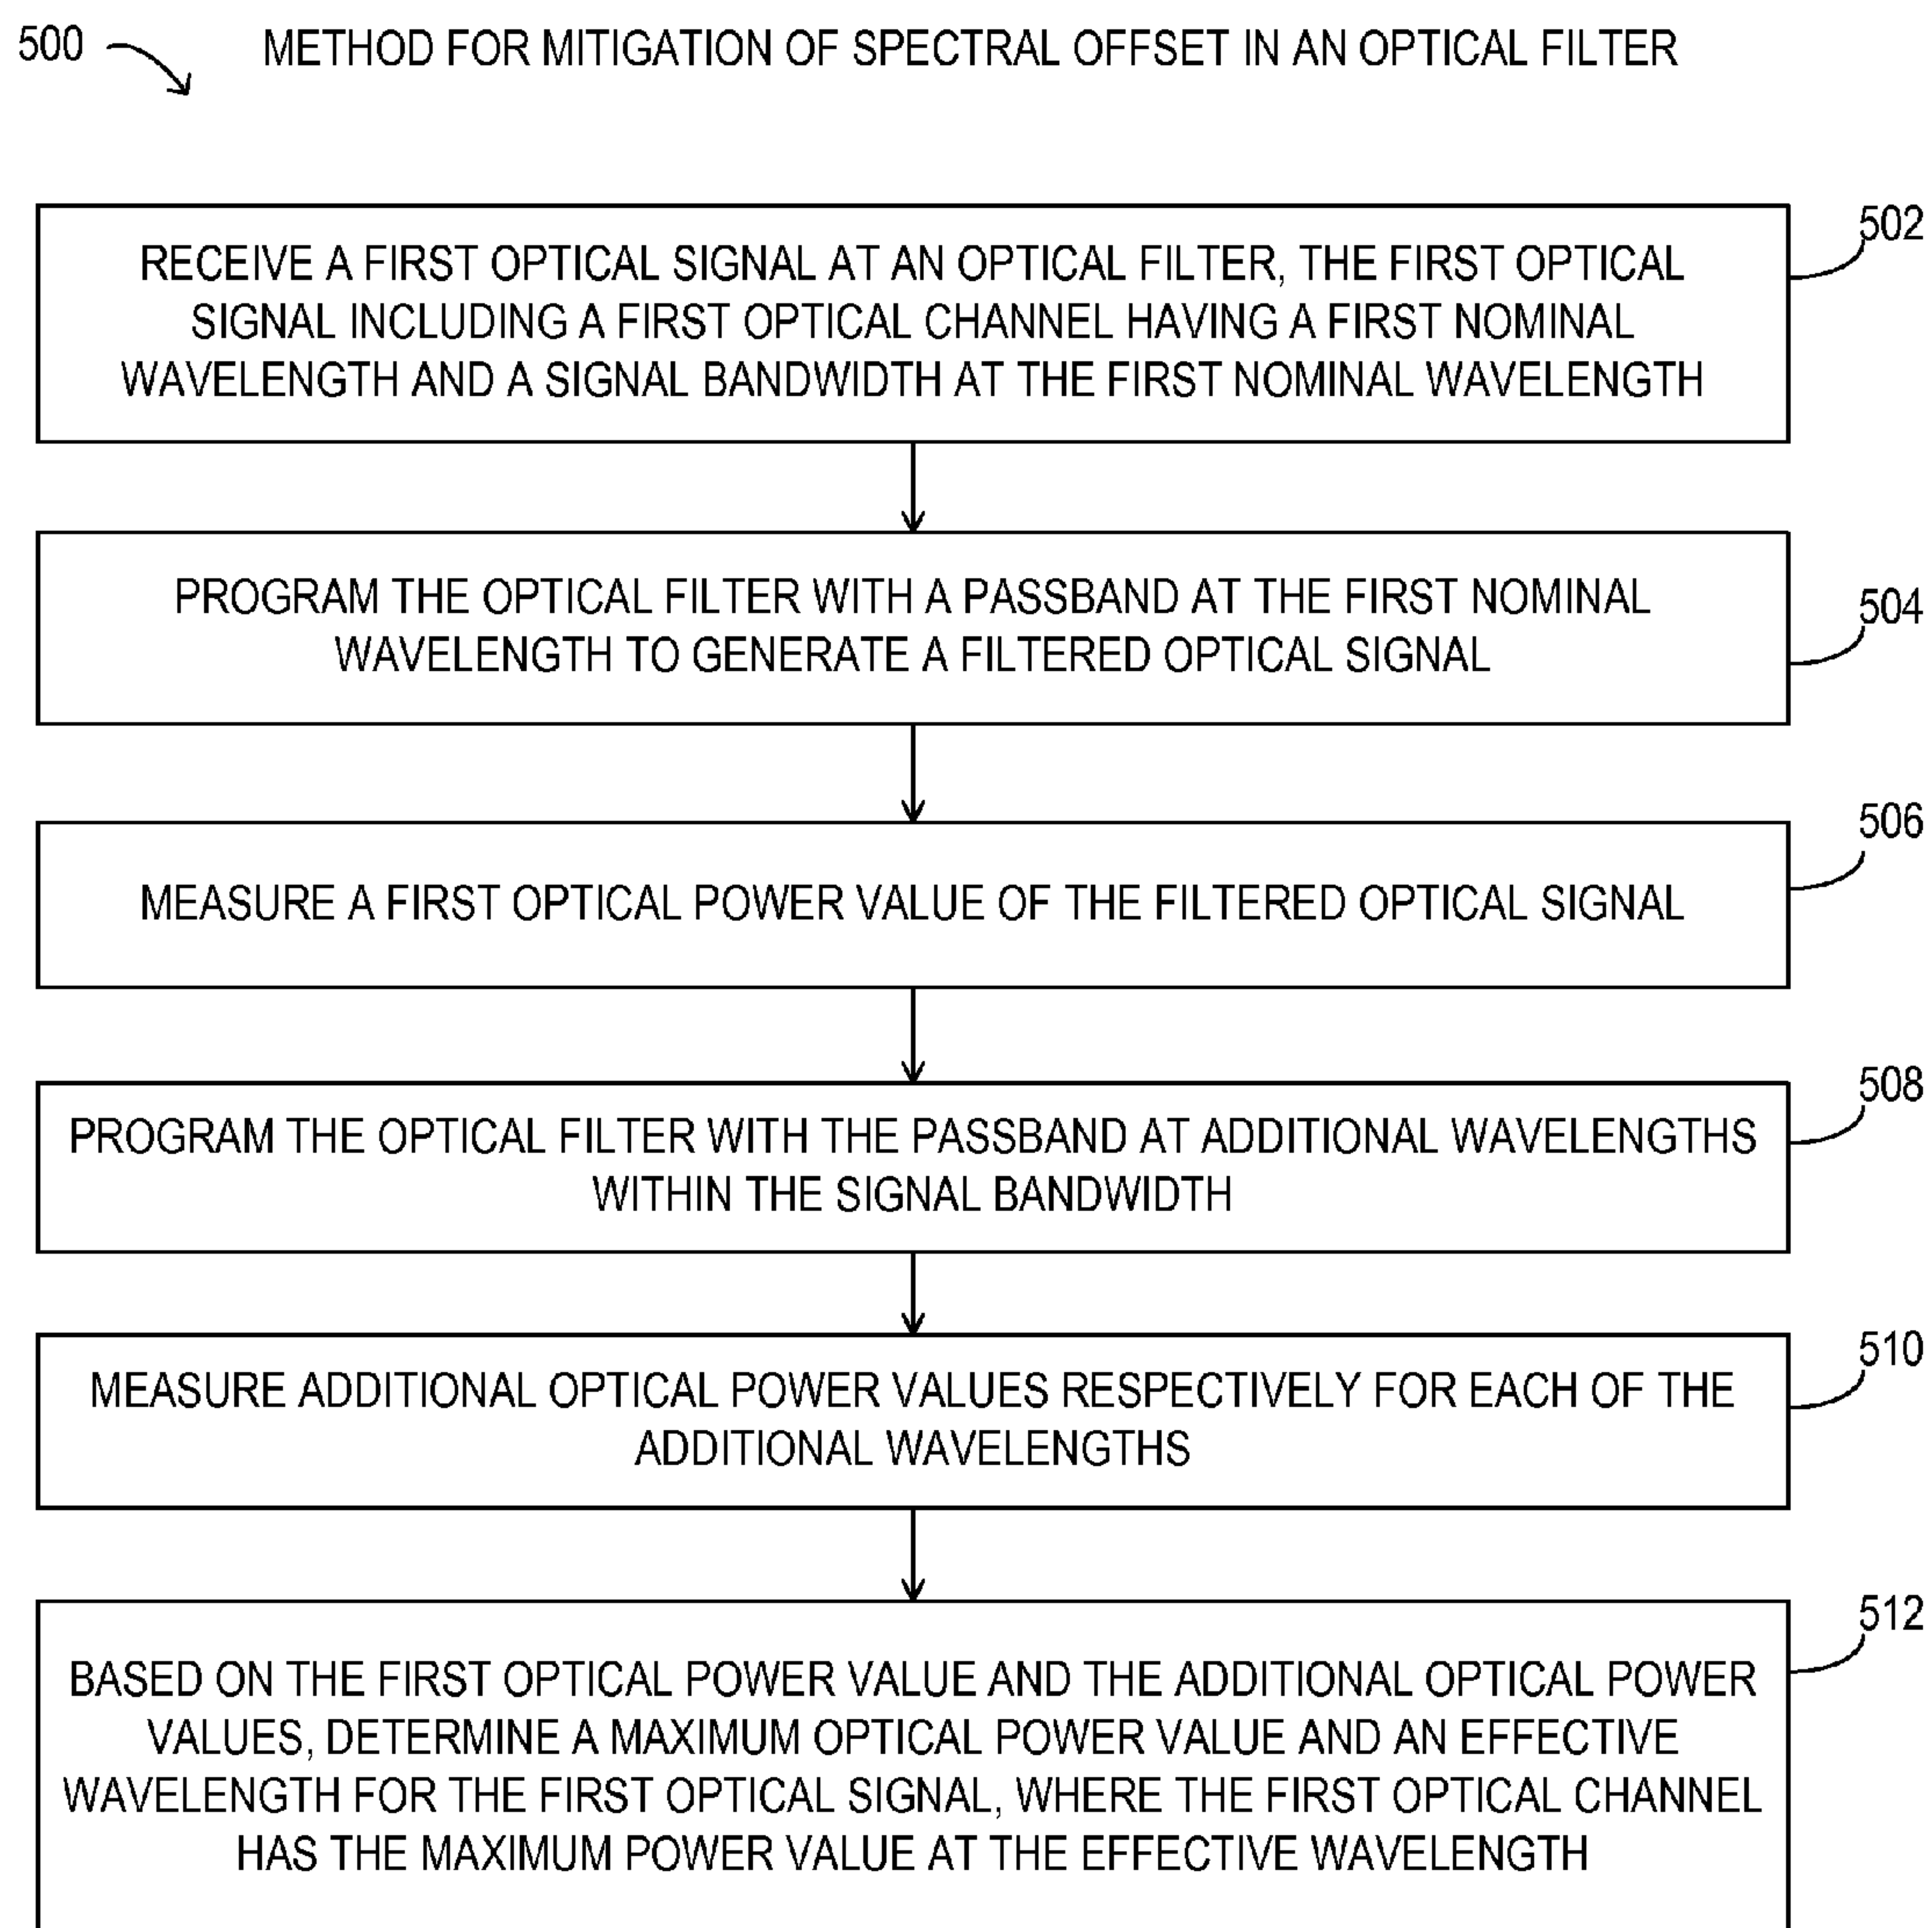 500
METHOD FOR MITIGATION OF SPECTRAL OFFSET IN AN OPTICAL FILTER
502
RECEIVE A FIRST OPTICAL SIGNAL AT AN OPTICAL FILTER, THE FIRST OPTICAL
SIGNAL INCLUDING A FIRST OPTICAL CHANNEL HAVING A FIRST NOMINAL
WAVELENGTH AND A SIGNAL BANDWIDTH AT THE FIRST NOMINAL WAVELENGTH
504
PROGRAM THE OPTICAL FILTER WITH A PASSBAND AT THE FIRST NOMINAL
WAVELENGTH TO GENERATE A FILTERED OPTICAL SIGNAL
506
MEASURE A FIRST OPTICAL POWER VALUE OF THE FILTERED OPTICAL SIGNAL
508
PROGRAM THE OPTICAL FILTER WITH THE PASSBAND AT ADDITIONAL WAVELENGTHS
WITHIN THE SIGNAL BANDWIDTH
510
MEASURE ADDITIONAL OPTICAL POWER VALUES RESPECTIVELY FOR EACH OF THE
ADDITIONAL WAVELENGTHS
512
BASED ON THE FIRST OPTICAL POWER VALUE AND THE ADDITIONAL OPTICAL POWER
VALUES, DETERMINE A MAXIMUM OPTICAL POWER VALUE AND AN EFFECTIVE
WAVELENGTH FOR THE FIRST OPTICAL SIGNAL, WHERE THE FIRST OPTICAL CHANNEL
HAS THE MAXIMUM POWER VALUE AT THE EFFECTIVE WAVELENGTH